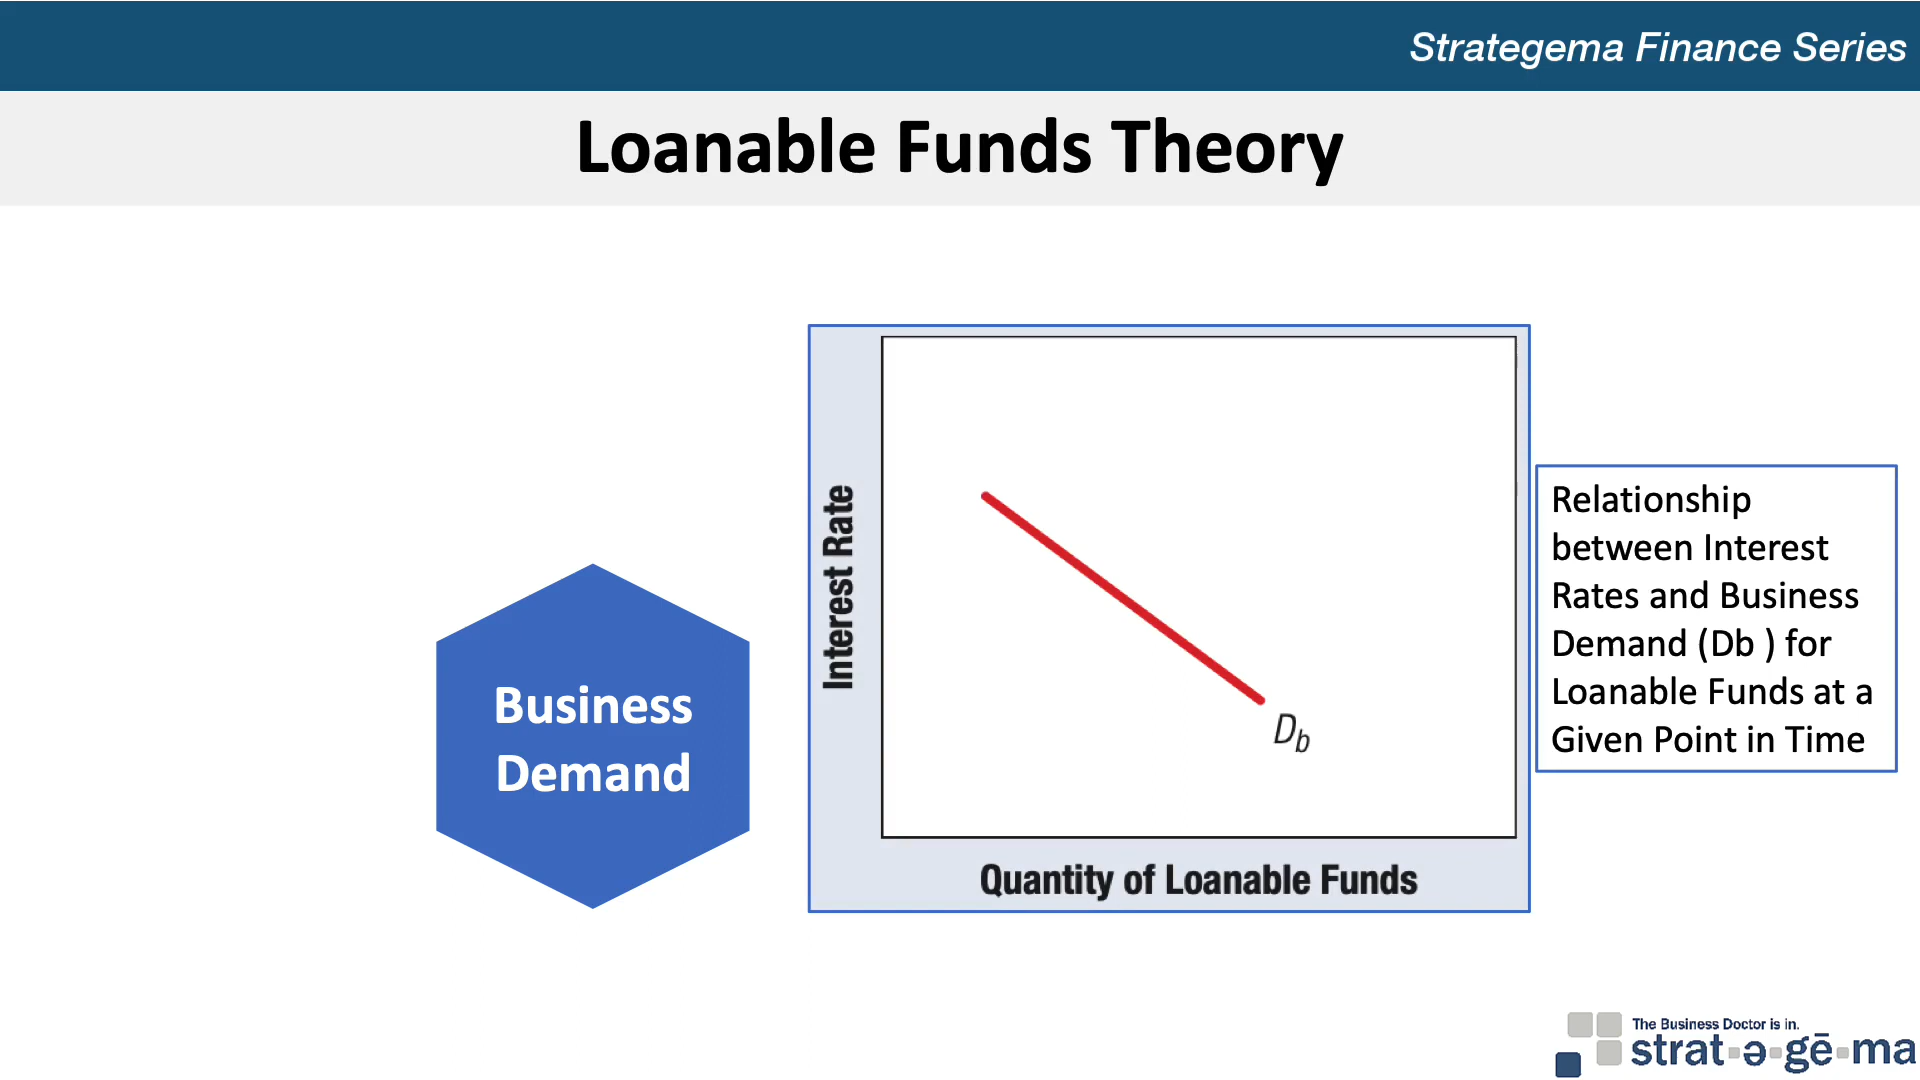 Strategema Finance Series
Loanable Funds Theory
Business
Demand
Interest Rate
D_b
Quantity of Loanable Funds
Relationship
between Interest
Rates and Business
Demand (Db ) for
Loanable Funds at a
Given Point in Time
The Business Doctor is in.
strat-ə-gē-ma